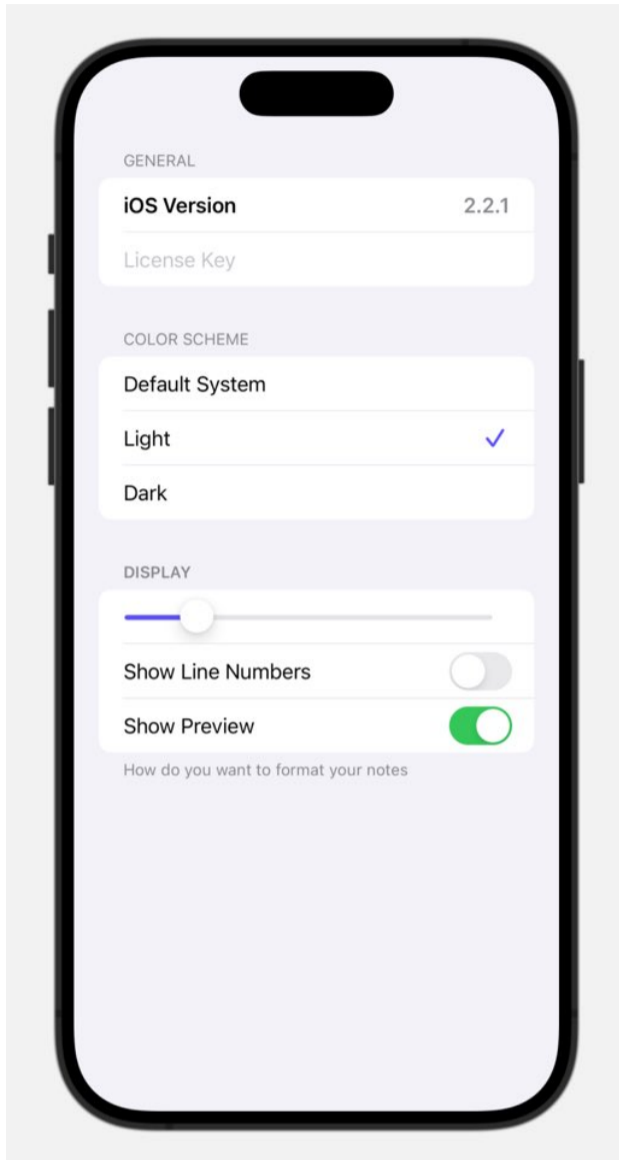 GENERAL
iOS Version 2.2.1
License Key
COLOR SCHEME
Default System
Light
Dark
DISPLAY
Show Line Numbers
Show Preview
How do you want to format your notes